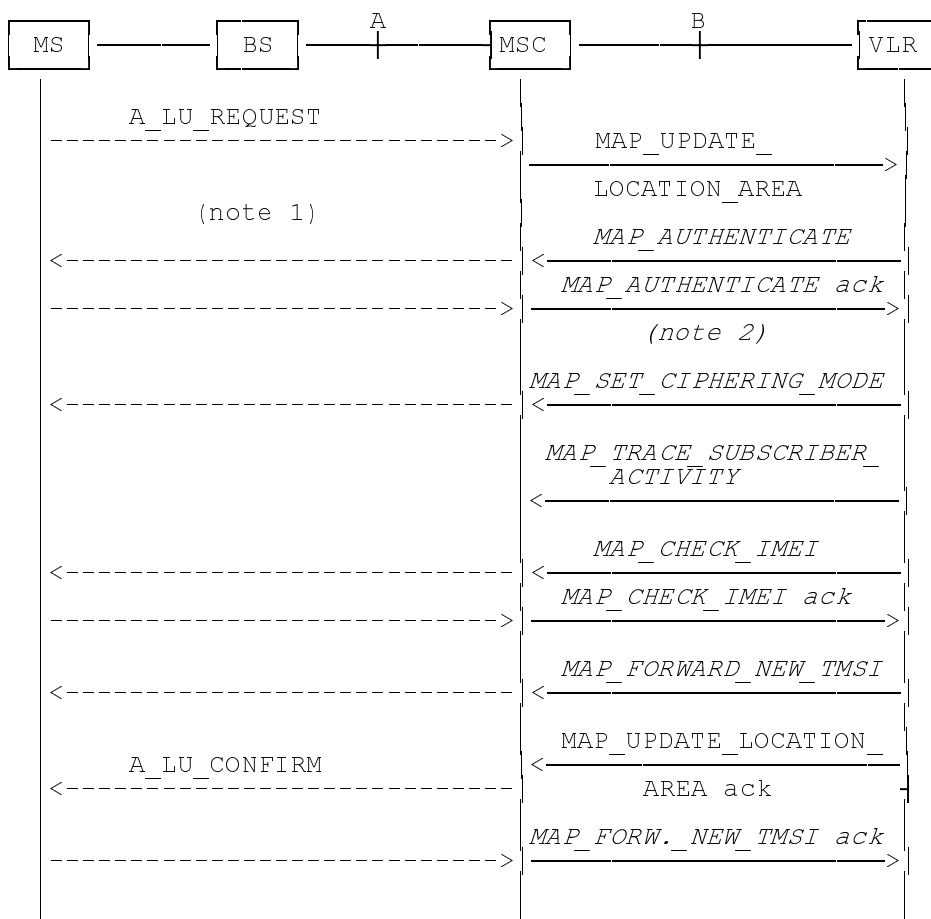 A B
MS BS MSC VLR
A_LU_REQUEST
MAP_UPDATE_
LOCATION_AREA
(note 1)
MAP_AUTHENTICATE
MAP_AUTHENTICATE ack
(note 2)
MAP_SET_CIPHERING_MODE
MAP_TRACE_SUBSCRIBER_
ACTIVITY
MAP_CHECK_IMEI
MAP_CHECK_IMEI ack
MAP_FORWARD_NEW_TMSI
MAP_UPDATE_LOCATION_
A_LU_CONFIRM
AREA ack
MAP_FORW._NEW_TMSI ack